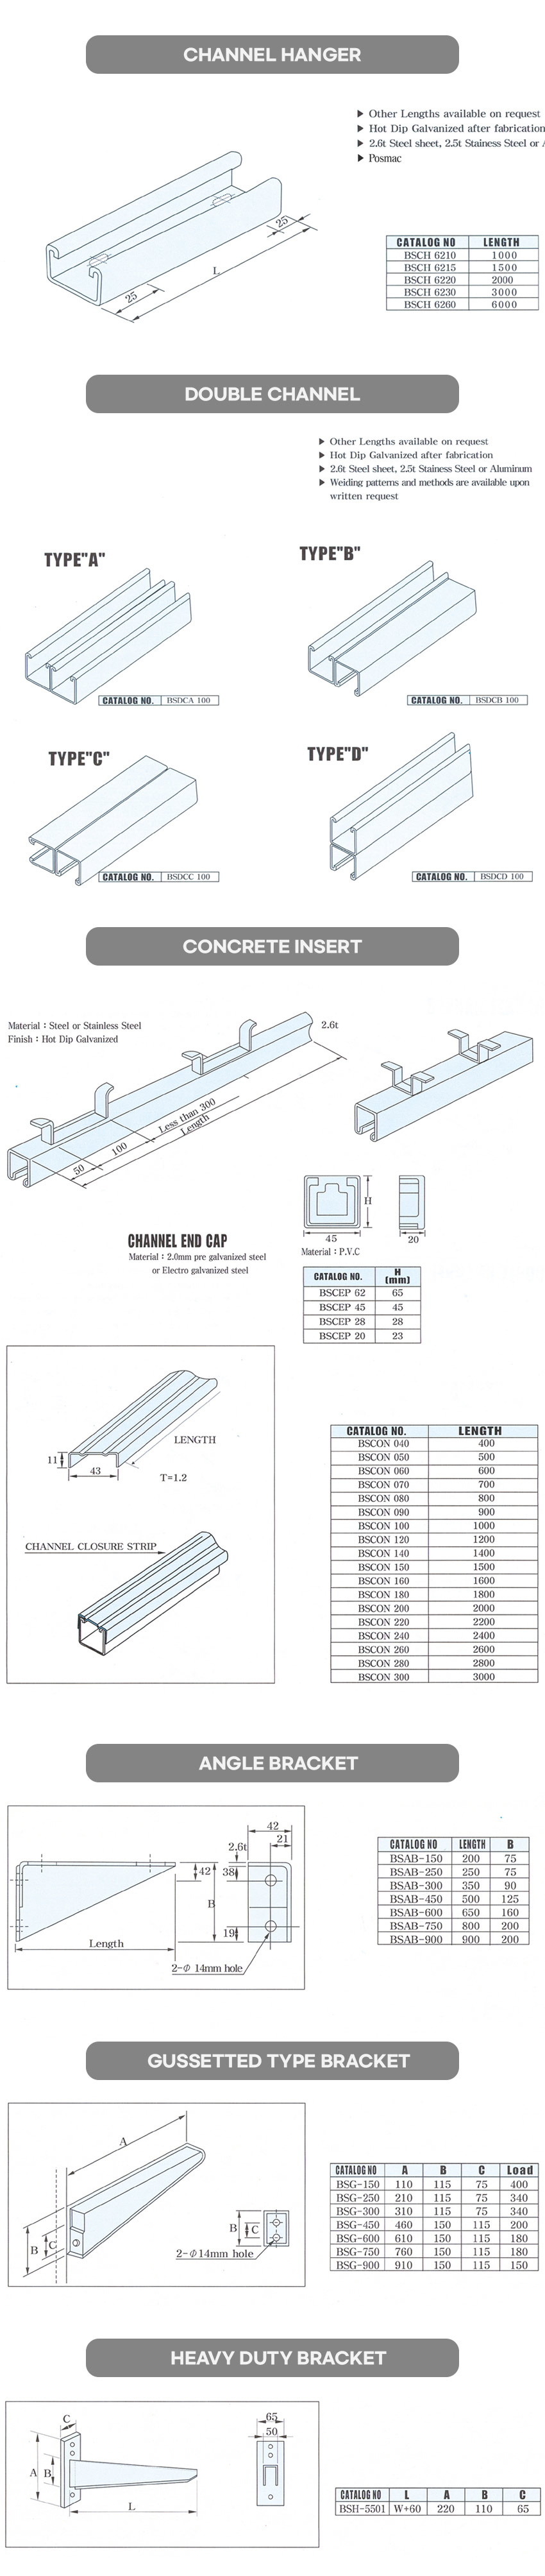 CHANNEL HANGER
▶ Other Lengths available on request
▶ Hot Dip Galvanized after fabrication
▶ 2.6t Steel sheet, 2.5t Stainess Steel or
▶ Posmac
25
L
25
CATALOG NO LENGTH
BSCH 6210 1000
BSCH 6215 1500
BSCH 6220 2000
BSCH 6230 3000
BSCH 6260 6000
DOUBLE CHANNEL
▶ Other Lengths available on request
▶ Hot Dip Galvanized after fabrication
▶ 2.6t Steel sheet, 2.5t Stainess Steel or Aluminum
▶ Weiding patterns and methods are available upon
written request
TYPE"A"
CATALOG NO. BSDCA 100
TYPE"B"
CATALOG NO. BSDCB 100
TYPE"C"
CATALOG NO. BSDCC 100
TYPE"D"
CATALOG NO. BSDCD 100
CONCRETE INSERT
Material : Steel or Stainless Steel
Finish : Hot Dip Galvanized
2.6t
50
100
Less than 300
Length
H
45
20
Material : P.V.C
CHANNEL END CAP
Material : 2.0mm pre galvanized steel
or Electro galvanized steel
CATALOG NO. H (mm)
BSCEP 62 65
BSCEP 45 45
BSCEP 28 28
BSCEP 20 23
LENGTH
11
43
T=1.2
CHANNEL CLOSURE STRIP
CATALOG NO. LENGTH
BSCON 040 400
BSCON 050 500
BSCON 060 600
BSCON 070 700
BSCON 080 800
BSCON 090 900
BSCON 100 1000
BSCON 120 1200
BSCON 140 1400
BSCON 150 1500
BSCON 160 1600
BSCON 180 1800
BSCON 200 2000
BSCON 220 2200
BSCON 240 2400
BSCON 260 2600
BSCON 280 2800
BSCON 300 3000
ANGLE BRACKET
42
21
2.6t
42
38
B
19
Length
2-Φ 14mm hole
CATALOG NO LENGTH B
BSAB-150 200 75
BSAB-250 250 75
BSAB-300 350 90
BSAB-450 500 125
BSAB-600 650 160
BSAB-750 800 200
BSAB-900 900 200
GUSSETTED TYPE BRACKET
A
B
C
B
C
2-Φ14mm hole
CATALOG NO A B C Load
BSG-150 110 115 75 400
BSG-250 210 115 75 340
BSG-300 310 115 75 340
BSG-450 460 150 115 200
BSG-600 610 150 115 180
BSG-750 760 150 115 180
BSG-900 910 150 115 150
HEAVY DUTY BRACKET
C
A
B
L
65
50
CATALOG NO L A B C
BSH-5501 W+60 220 110 65